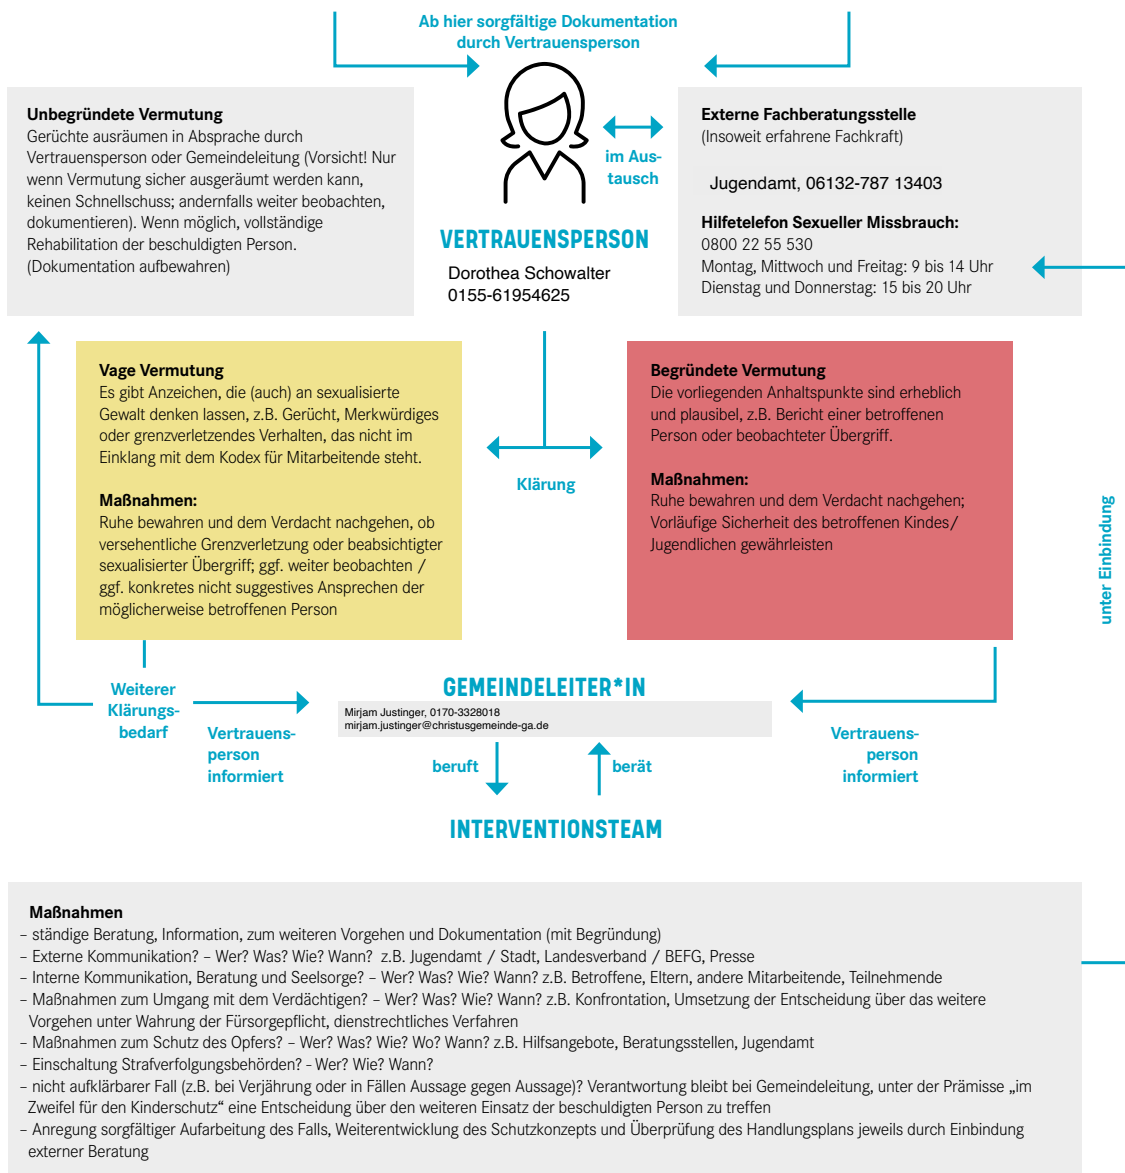 Ab hier sorgfältige Dokumentation
durch Vertrauensperson
Unbegründete Vermutung
Gerüchte ausräumen in Absprache durch
Vertrauensperson oder Gemeindeleitung (Vorsicht! Nur
wenn Vermutung sicher ausgeräumt werden kann,
keinen Schnellschuss; andernfalls weiter beobachten,
dokumentieren). Wenn möglich, vollständige
Rehabilitation der beschuldigten Person.
(Dokumentation aufbewahren)
im Aus-
tausch
VERTRAUENSPERSON
Dorothea Schowalter
0155-61954625
Externe Fachberatungsstelle
(Insoweit erfahrene Fachkraft)
Jugendamt, 06132-787 13403
Hilfetelefon Sexueller Missbrauch:
0800 22 55 530
Montag, Mittwoch und Freitag: 9 bis 14 Uhr
Dienstag und Donnerstag: 15 bis 20 Uhr
Vage Vermutung
Es gibt Anzeichen, die (auch) an sexualisierte
Gewalt denken lassen, z.B. Gerücht, Merkwürdiges
oder grenzverletzendes Verhalten, das nicht im
Einklang mit dem Kodex für Mitarbeitende steht.
Maßnahmen:
Ruhe bewahren und dem Verdacht nachgehen, ob
versehentliche Grenzverletzung oder beabsichtigter
sexualisierter Übergriff; ggf. weiter beobachten /
ggf. konkretes nicht suggestives Ansprechen der
möglicherweise betroffenen Person
Klärung
Begründete Vermutung
Die vorliegenden Anhaltspunkte sind erheblich
und plausibel, z.B. Bericht einer betroffenen
Person oder beobachteter Übergriff.
Maßnahmen:
Ruhe bewahren und dem Verdacht nachgehen;
Vorläufige Sicherheit des betroffenen Kindes/
Jugendlichen gewährleisten
unter Einbindung
Weiterer
Klärungs-
bedarf
Vertrauens-
person
informiert
GEMEINDELEITER*IN
Mirjam Justinger, 0170-3328018
mirjam.justinger@christusgemeinde-ga.de
beruft
berät
Vertrauens-
person
informiert
INTERVENTIONSTEAM
Maßnahmen
– ständige Beratung, Information, zum weiteren Vorgehen und Dokumentation (mit Begründung)
– Externe Kommunikation? – Wer? Was? Wie? Wann? z.B. Jugendamt / Stadt, Landesverband / BEFG, Presse
– Interne Kommunikation, Beratung und Seelsorge? – Wer? Was? Wie? Wann? z.B. Betroffene, Eltern, andere Mitarbeitende, Teilnehmende
– Maßnahmen zum Umgang mit dem Verdächtigen? – Wer? Was? Wie? Wann? z.B. Konfrontation, Umsetzung der Entscheidung über das weitere
Vorgehen unter Wahrung der Fürsorgepflicht, dienstrechtliches Verfahren
– Maßnahmen zum Schutz des Opfers? – Wer? Was? Wie? Wo? Wann? z.B. Hilfsangebote, Beratungsstellen, Jugendamt
– Einschaltung Strafverfolgungsbehörden? - Wer? Wie? Wann?
– nicht aufklärbarer Fall (z.B. bei Verjährung oder in Fällen Aussage gegen Aussage)? Verantwortung bleibt bei Gemeindeleitung, unter der Prämisse „im
Zweifel für den Kinderschutz“ eine Entscheidung über den weiteren Einsatz der beschuldigten Person zu treffen
– Anregung sorgfältiger Aufarbeitung des Falls, Weiterentwicklung des Schutzkonzepts und Überprüfung des Handlungsplans jeweils durch Einbindung
externer Beratung